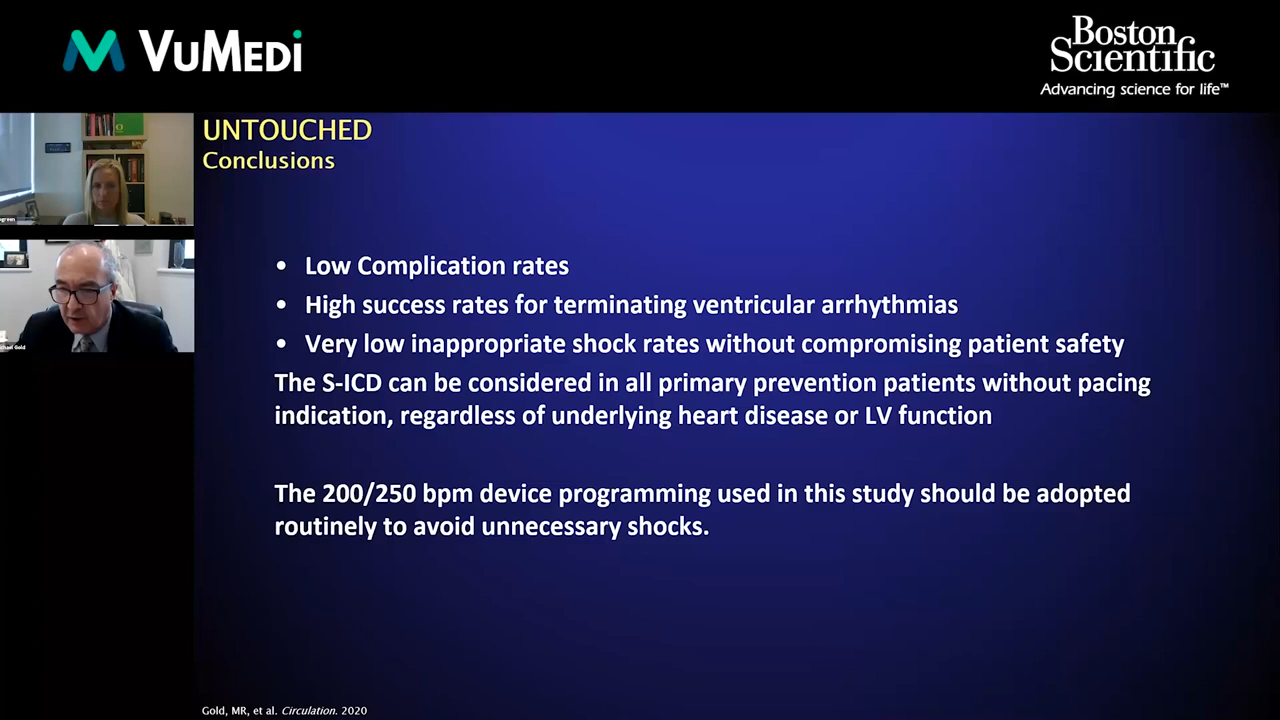 VUMEDI
Boston
Scientific
Advancing science for life™
UNTOUCHED
Conclusions
• Low Complication rates
• High success rates for terminating ventricular arrhythmias
• Very low inappropriate shock rates without compromising patient safety
The S-ICD can be considered in all primary prevention patients without pacing
indication, regardless of underlying heart disease or LV function
The 200/250 bpm device programming used in this study should be adopted
routinely to avoid unnecessary shocks.
Gold, MR, et al. Circulation. 2020